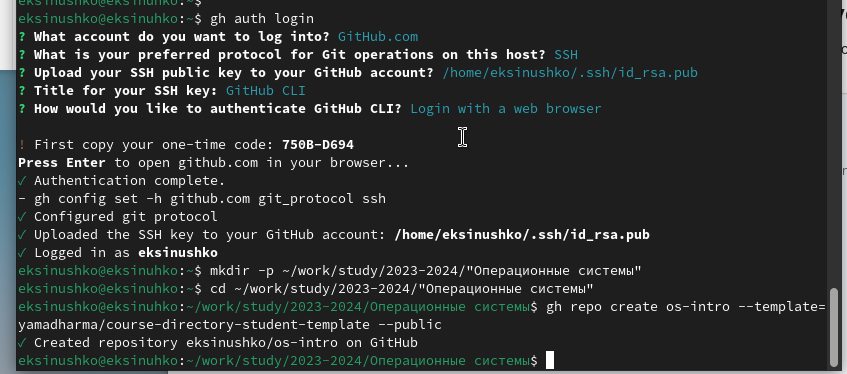 eksinushko@eksinuhko:~$
eksinushko@eksinuhko:~$ gh auth login
? What account do you want to log into? GitHub.com
? What is your preferred protocol for Git operations on this host? SSH
? Upload your SSH public key to your GitHub account? /home/eksinushko/.ssh/id_rsa.pub
? Title for your SSH key: GitHub CLI
? How would you like to authenticate GitHub CLI? Login with a web browser
! First copy your one-time code: 750B-D694
Press Enter to open github.com in your browser...
✓ Authentication complete.
- gh config set -h github.com git_protocol ssh
✓ Configured git protocol
✓ Uploaded the SSH key to your GitHub account: /home/eksinushko/.ssh/id_rsa.pub
✓ Logged in as eksinushko
eksinushko@eksinuhko:~$ mkdir -p ~/work/study/2023-2024/"Операционные системы"
eksinushko@eksinuhko:~$ cd ~/work/study/2023-2024/"Операционные системы"
eksinushko@eksinuhko:~/work/study/2023-2024/Операционные системы$ gh repo create os-intro --template=
yamadharma/course-directory-student-template --public
✓ Created repository eksinushko/os-intro on GitHub
eksinushko@eksinuhko:~/work/study/2023-2024/Операционные системы$